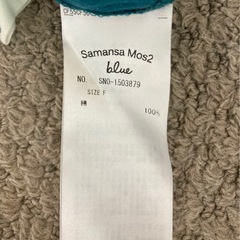 Samansa Mos2
blue
NO. SNO-1503879
SIZE F
綿 100%